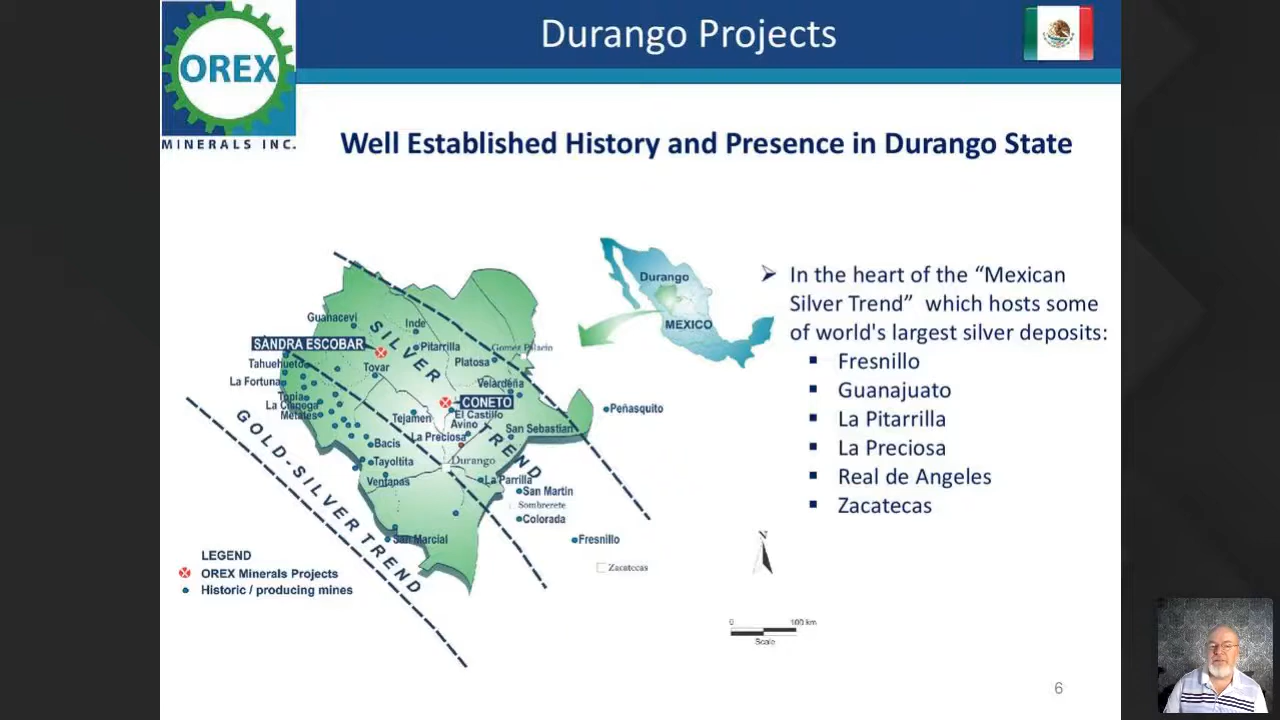 OREX
MINERALS INC.
Durango Projects
Well Established History and Presence in Durango State
In the heart of the “Mexican
Silver Trend” which hosts some
of world's largest silver deposits:
Fresnillo
Guanajuato
La Pitarrilla
La Preciosa
Real de Angeles
Zacatecas
Durango
MEXICO
Guanacevi
Inde
SANDRA ESCOBAR
Pitarrilla
Gomez Palacio
Tahuehueto
Tovar
Platosa
La Fortuna
Velardeña
Topia
La Cienega
Metates
CONETO
Peñasquito
Tejamen
El Castillo
Avino
San Sebastian
Bacis
La Preciosa
Tayoltita
Durango
Ventanas
La Parrilla
San Martin
Sombrerete
Colorada
San Marcial
Fresnillo
Zacatecas
SILVER TREND
GOLD-SILVER TREND
LEGEND
OREX Minerals Projects
Historic / producing mines
N
0 100 km
Scale
6